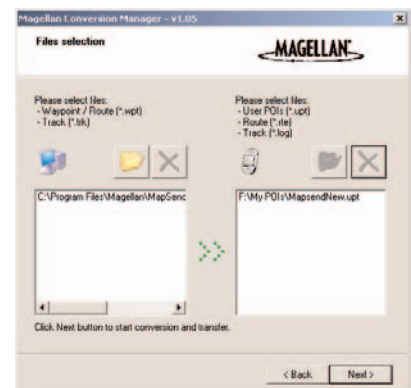 Magellan Conversion Manager - v1.05
Files selection
MAGELLAN
Please select files:
- Waypoint / Route (*.wpt)
- Track (*.trk)
Please select files:
- User POIs (*.upt)
- Route (*.rte)
- Track (*.log)
C:\Program Files\Magellan\MapSenc
F:\My POIs\MapsendNew.upt
Click Next button to start conversion and transfer.
< Back
Next >